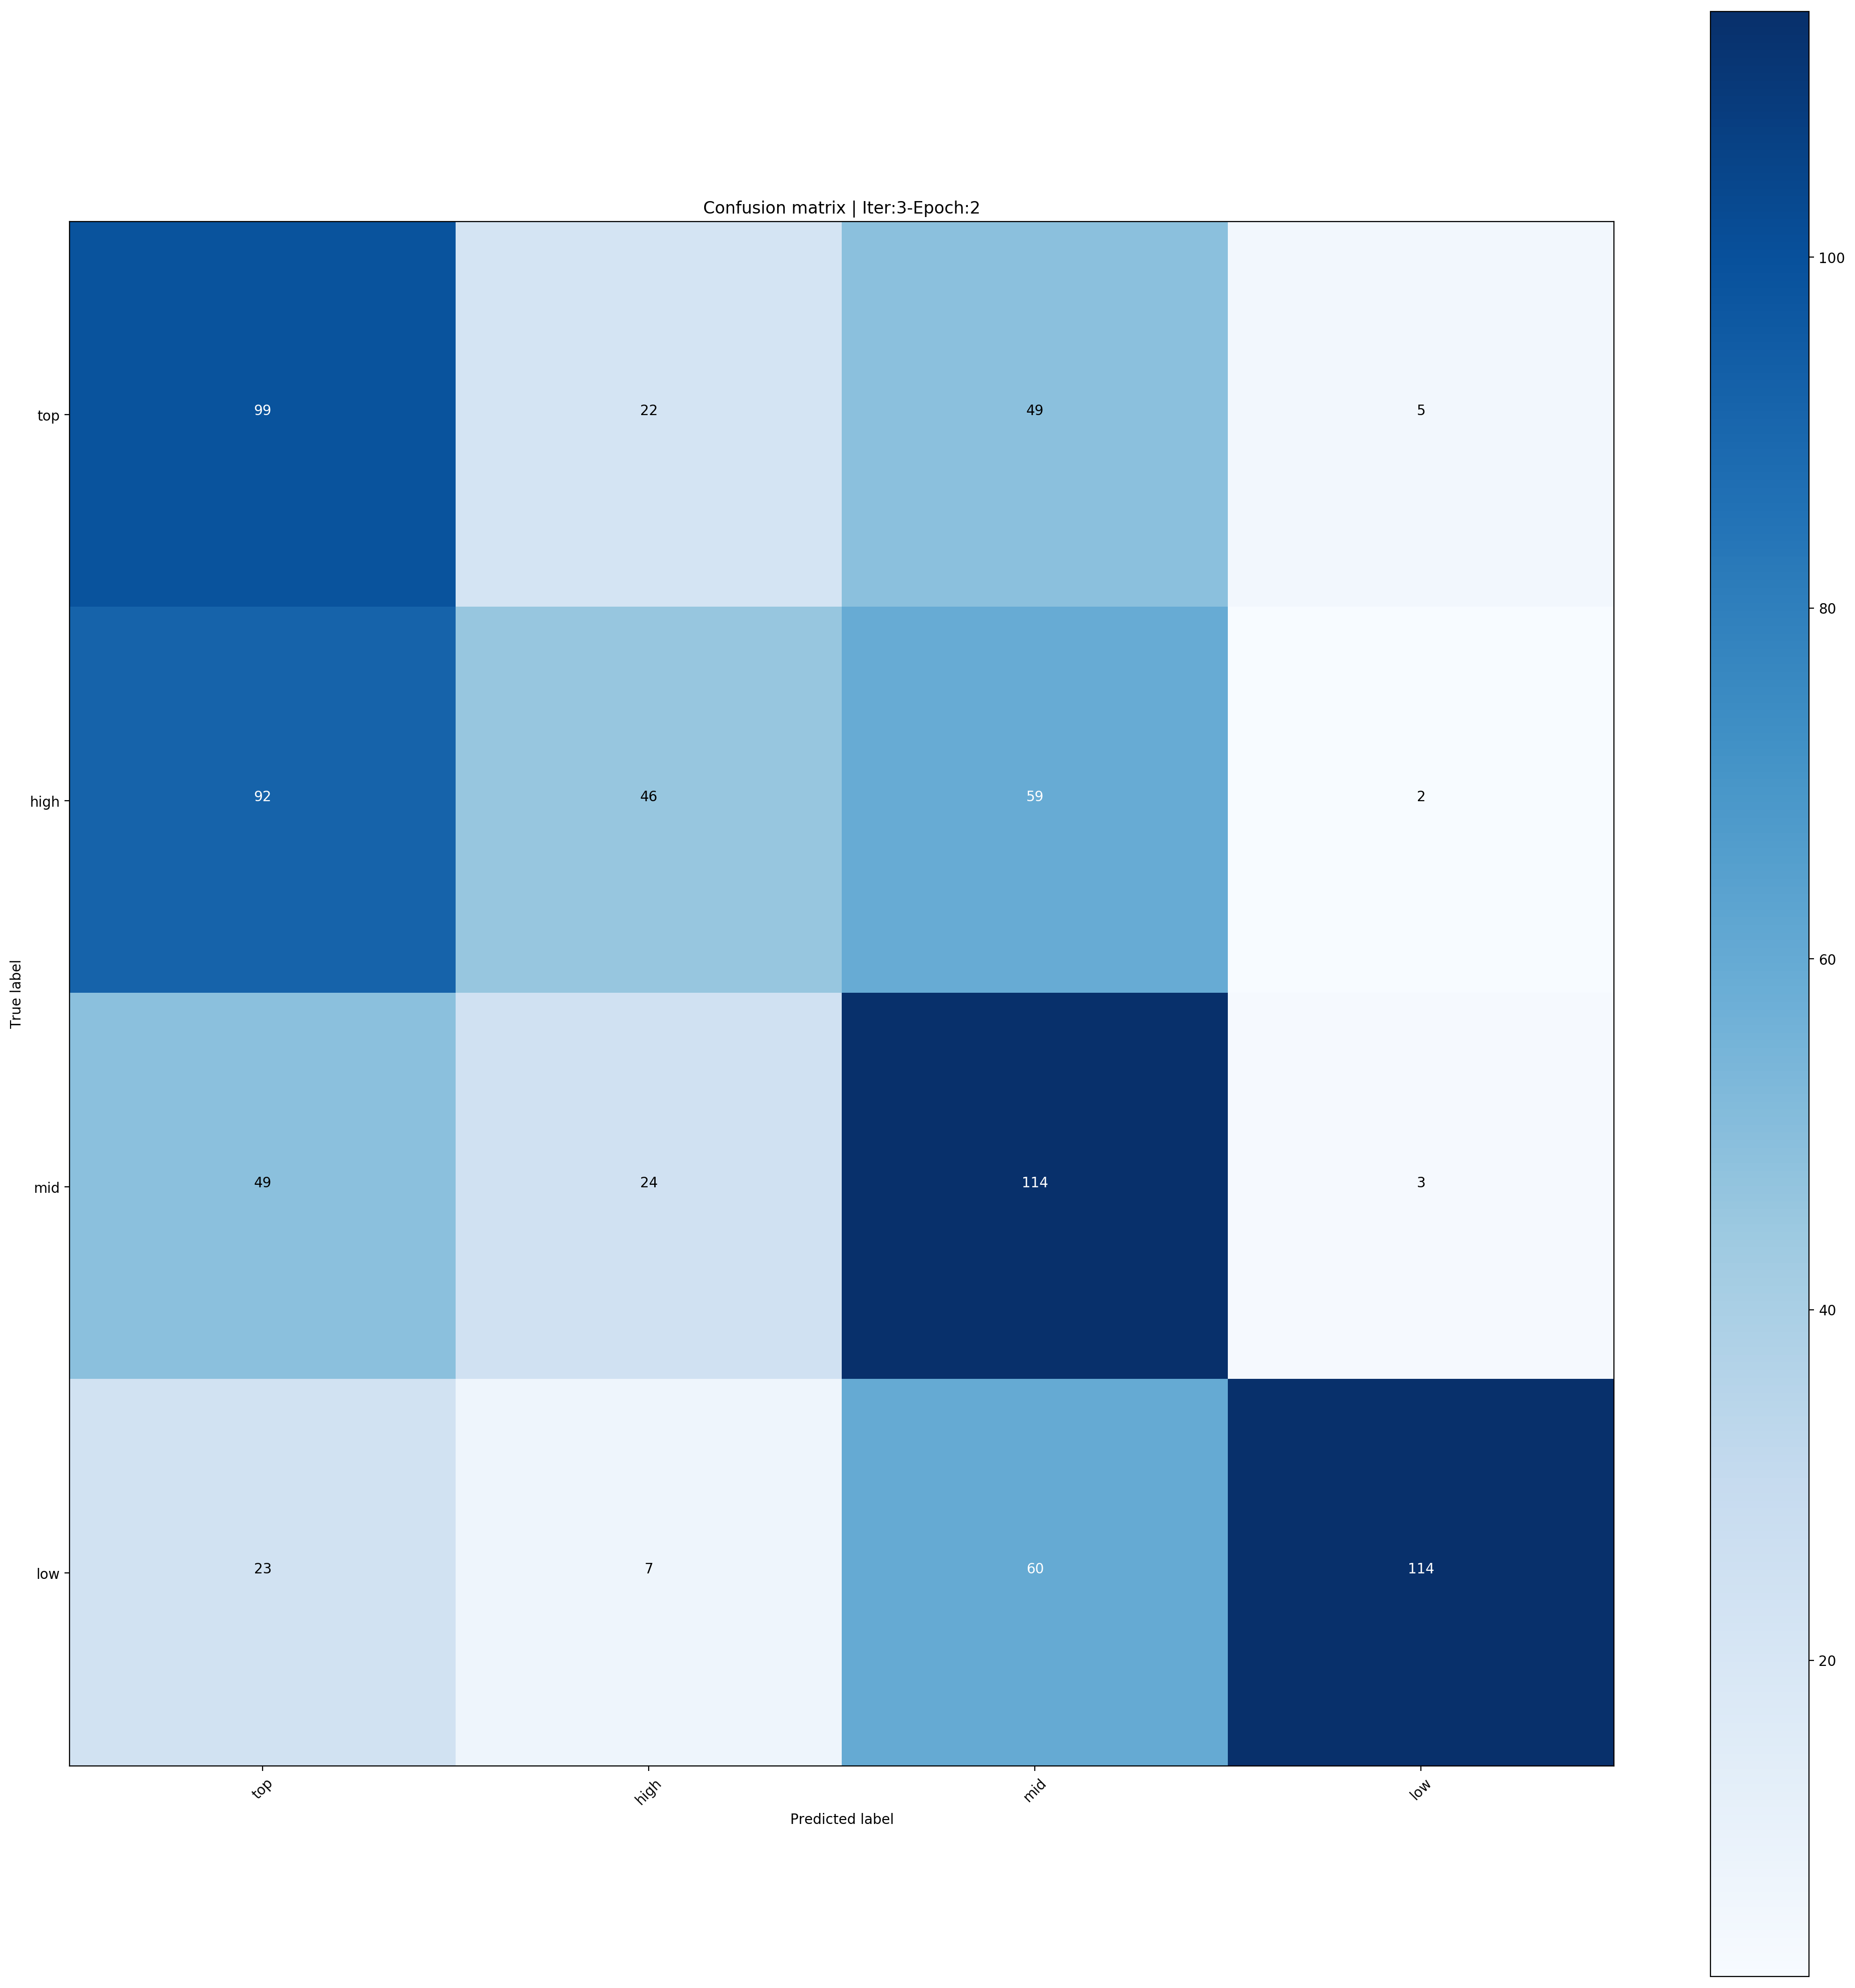 Confusion matrix | Iter:3-Epoch:2
100
80
60
40
20
True label
top
99 22 49 5
high
92 46 59 2
mid
49 24 114 3
low
23 7 60 114
top high mid low
Predicted label